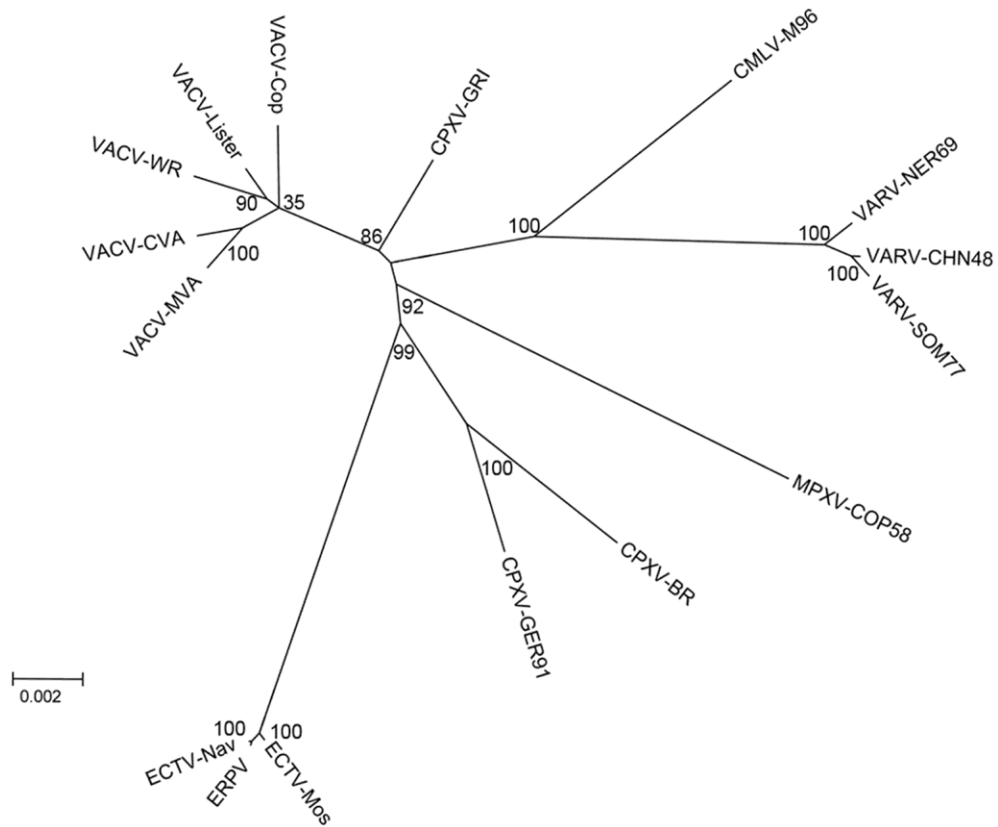 VACV-Cop
CMLV-M96
VACV-Lister
CPXV-GRI
VACV-WR
VARV-NER69
90
35
86
100
100
VACV-CVA
100
VARV-CHN48
100
VACV-MVA
VARV-SOM77
92
99
100
MPXV-COP58
CPXV-BR
CPXV-GER91
0.002
100
100
ECTV-Nav
ERPV
ECTV-Mos